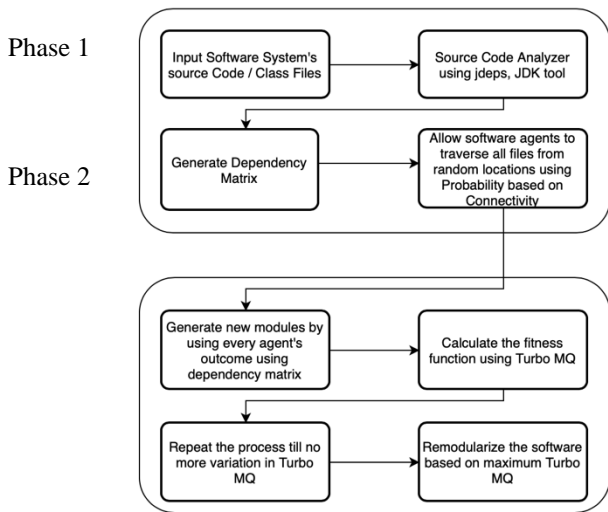 Phase 1
Input Software System's
source Code / Class Files
Source Code Analyzer
using jdeps, JDK tool
Phase 2
Generate Dependency
Matrix
Allow software agents to
traverse all files from
random locations using
Probability based on
Connectivity
Generate new modules by
using every agent's
outcome using
dependency matrix
Calculate the fitness
function using Turbo MQ
Repeat the process till no
more variation in Turbo
MQ
Remodularize the software
based on maximum Turbo
MQ